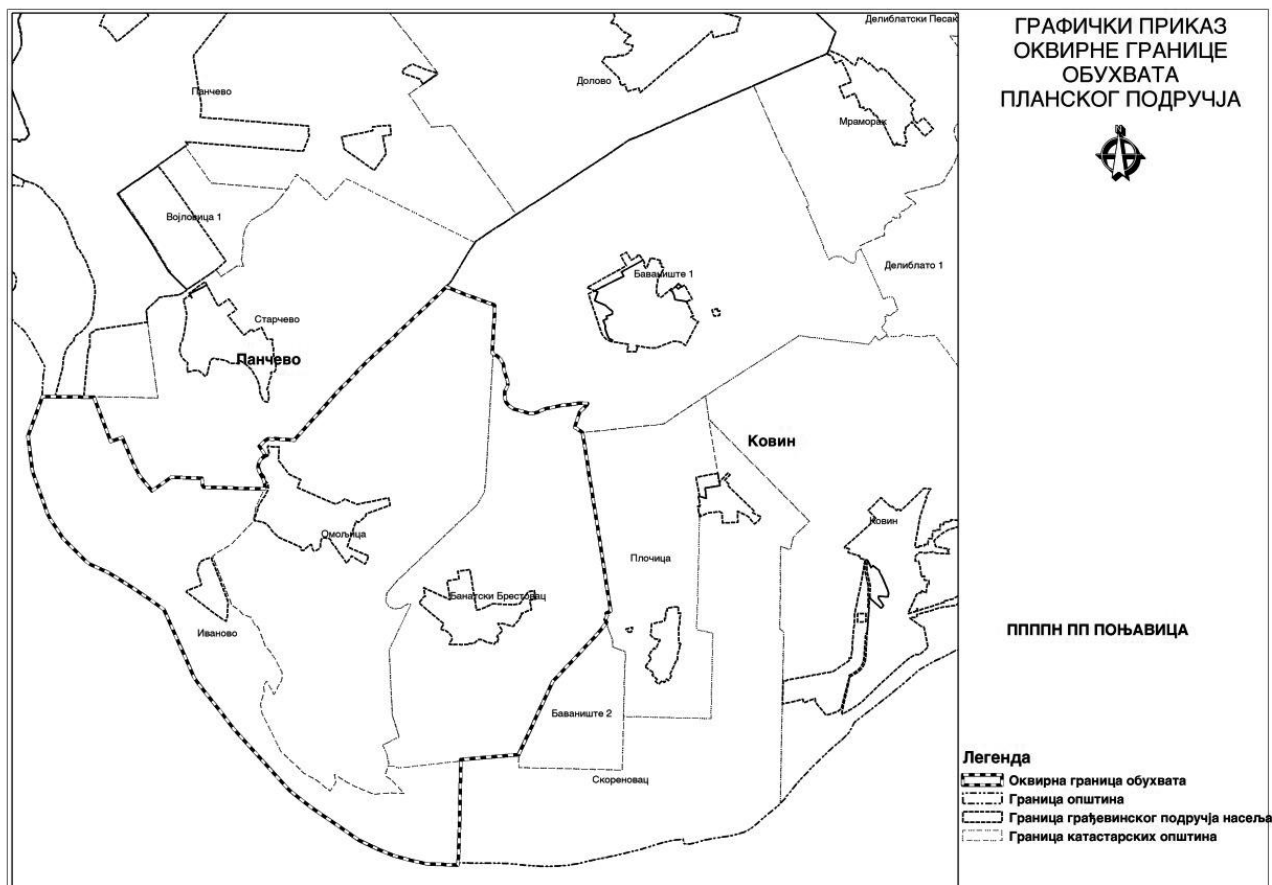 ГРАФИЧКИ ПРИКАЗ
ОКВИРНЕ ГРАНИЦЕ
ОБУХВАТА
ПЛАНСКОГ ПОДРУЧЈА
Делиблатски Песак
Долово
Панчево
Мраморак
Војловица 1
Делиблато 1
Баваниште 1
Старчево
Панчево
Ковин
Ковин
Омољица
Плочица
Банатски Брестовац
Иваново
ППППН ПП ПОЊАВИЦА
Баваниште 2
Скореновац
Легенда
Оквирна граница обухвата
Граница општина
Граница грађевинског подручја насеља
Граница катастарских општина